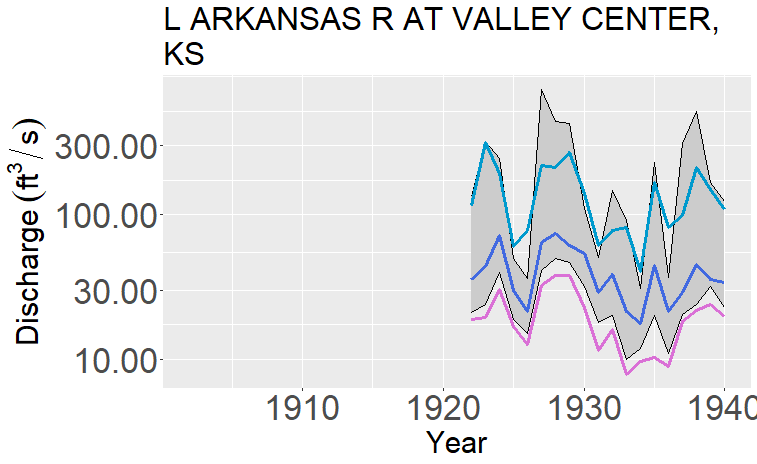 L ARKANSAS R AT VALLEY CENTER,
KS
Discharge (ft³/s)
300.00
100.00
30.00
10.00
1910 1920 1930 1940
Year